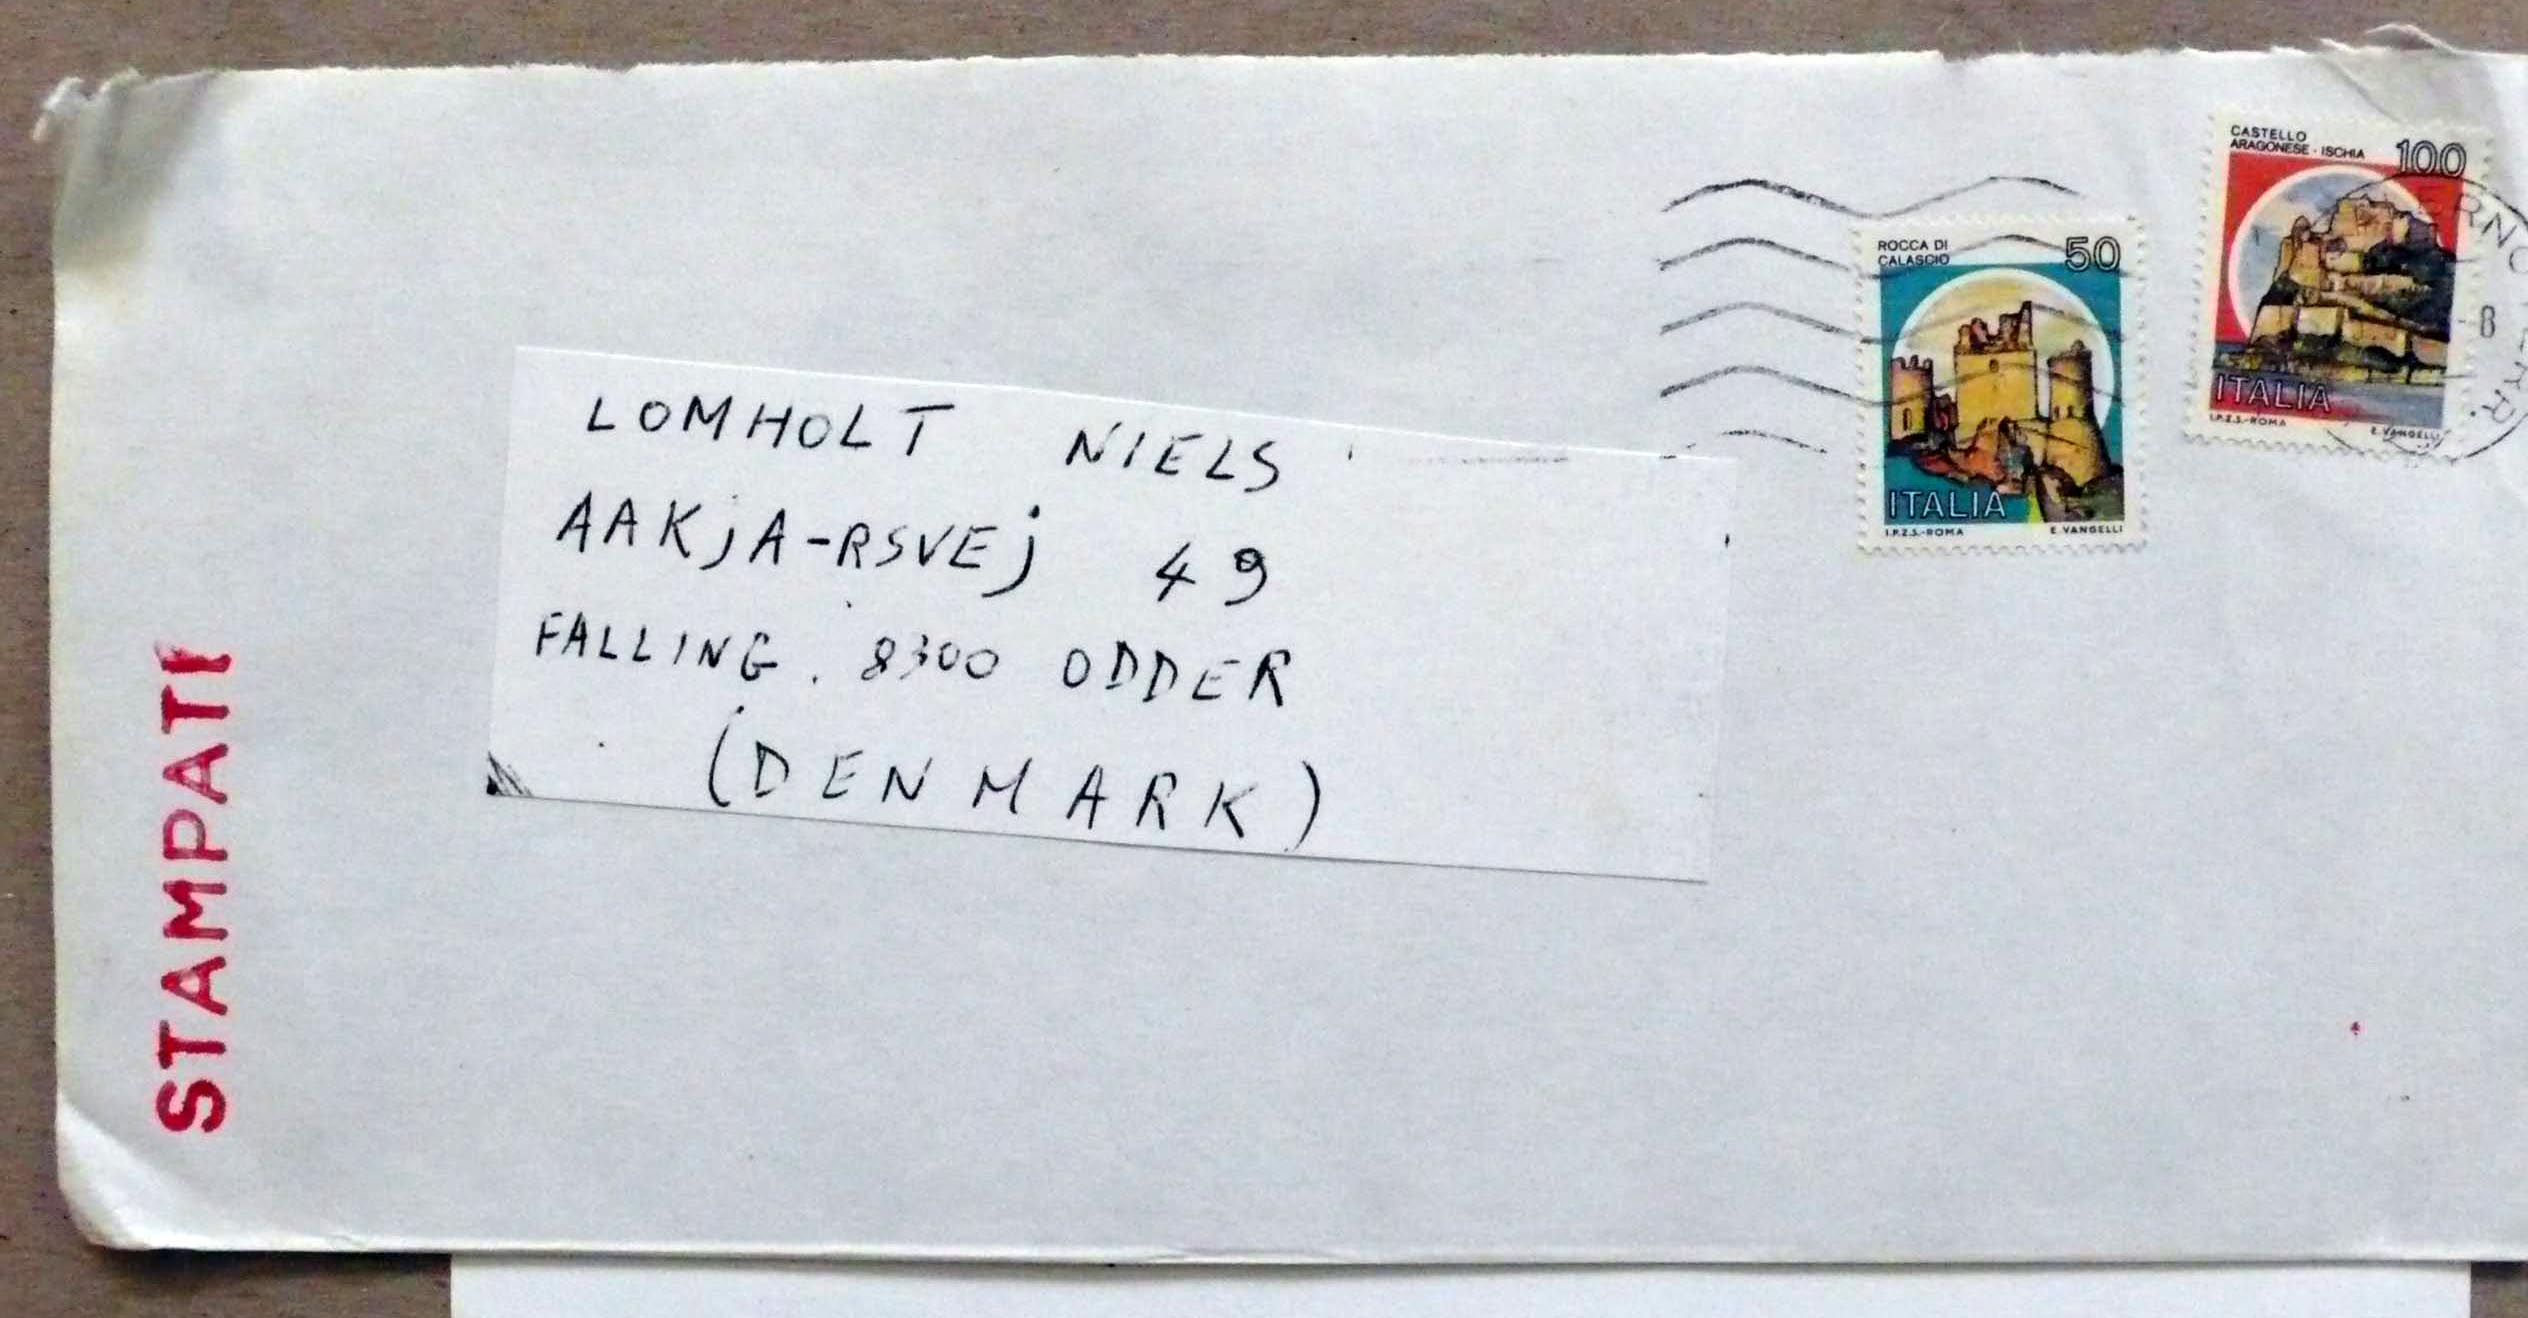 CASTELLO
ARAGONESE - ISCHIA 100
ITALIA
I.P.Z.S.-ROMA E. VANGELLI
8
ROCCA DI
CALASCIO 50
ITALIA
I.P.Z.S.-ROMA E. VANGELLI
LOMHOLT NIELS
AAKjA-RSVEj 49
FALLING. 8300 ODDER
(DENMARK)
STAMPATI